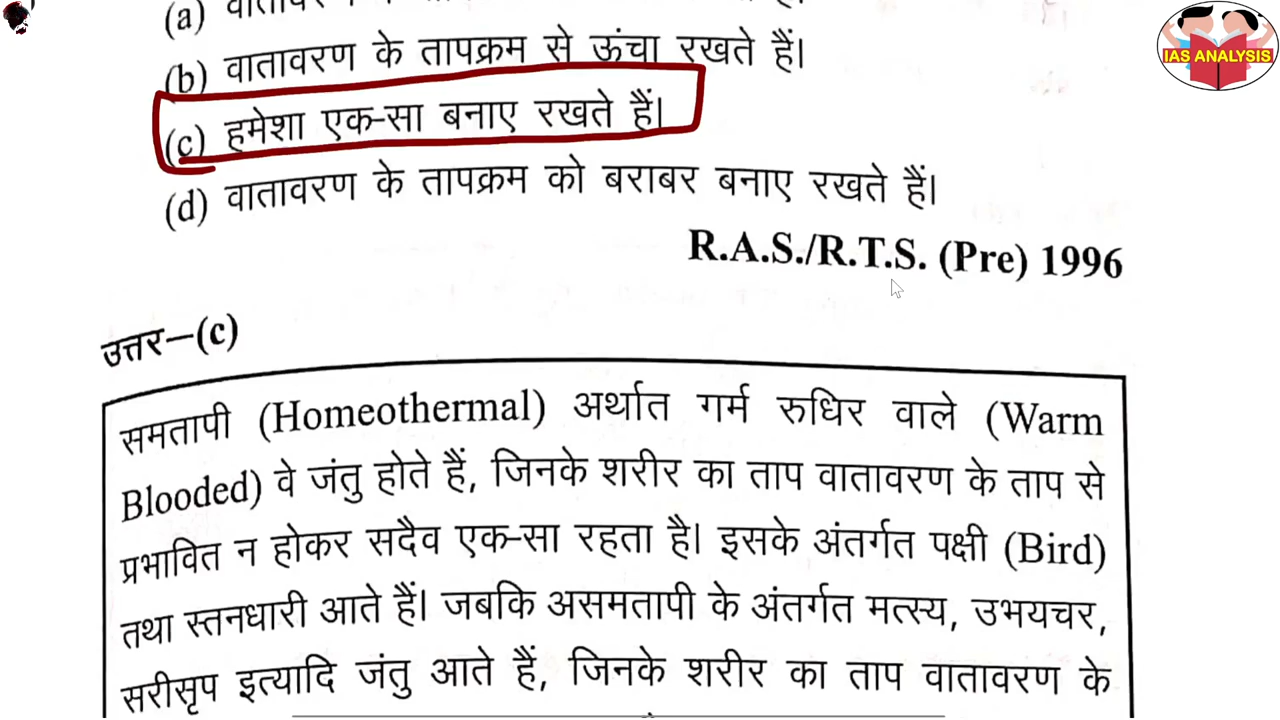 (a)
(b) वातावरण के तापक्रम से ऊंचा रखते हैं।
(c) हमेशा एक-सा बनाए रखते हैं।
(d) वातावरण के तापक्रम को बराबर बनाए रखते हैं।
R.A.S./R.T.S. (Pre) 1996
उत्तर–(c)
समतापी (Homeothermal) अर्थात गर्म रुधिर वाले (Warm
Blooded) वे जंतु होते हैं, जिनके शरीर का ताप वातावरण के ताप से
प्रभावित न होकर सदैव एक-सा रहता है। इसके अंतर्गत पक्षी (Bird)
तथा स्तनधारी आते हैं। जबकि असमतापी के अंतर्गत मत्स्य, उभयचर,
सरीसृप इत्यादि जंतु आते हैं, जिनके शरीर का ताप वातावरण के
IAS ANALYSIS